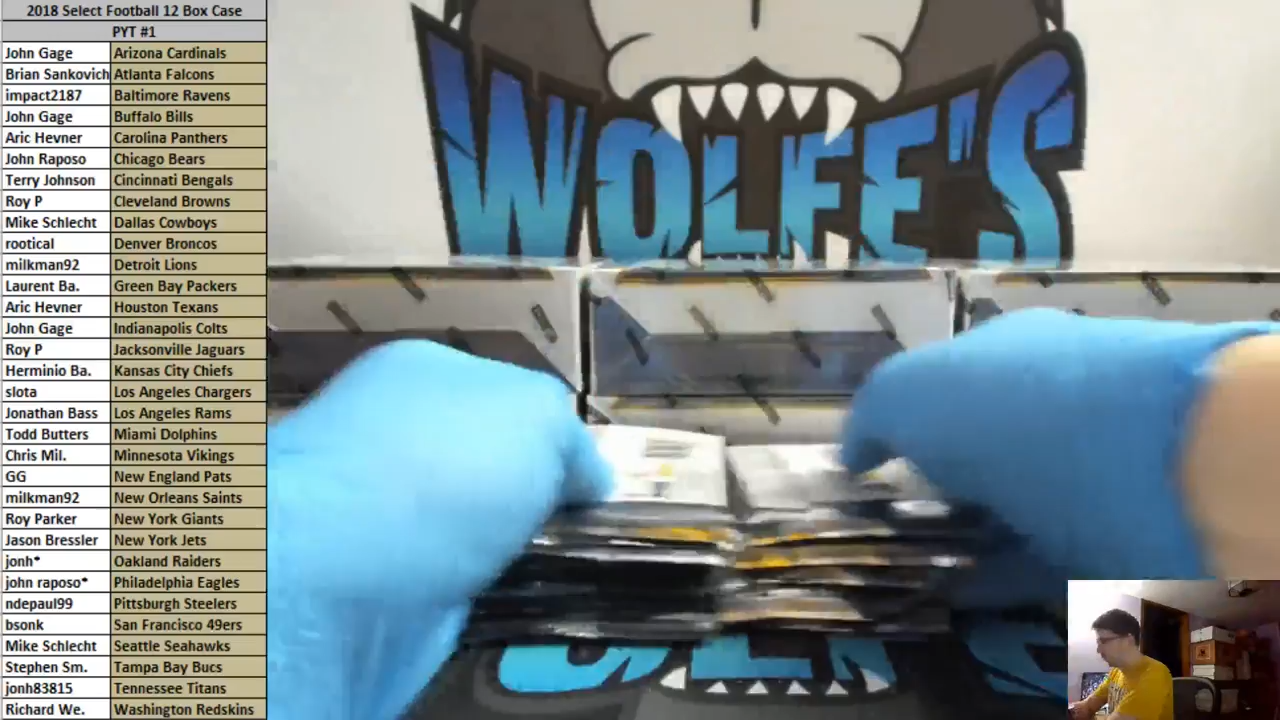 2018 Select Football 12 Box Case
PYT #1
John Gage Arizona Cardinals
Brian Sankovich Atlanta Falcons
impact2187 Baltimore Ravens
John Gage Buffalo Bills
Aric Hevner Carolina Panthers
John Raposo Chicago Bears
Terry Johnson Cincinnati Bengals
Roy P Cleveland Browns
Mike Schlecht Dallas Cowboys
rootical Denver Broncos
milkman92 Detroit Lions
Laurent Ba. Green Bay Packers
Aric Hevner Houston Texans
John Gage Indianapolis Colts
Roy P Jacksonville Jaguars
Herminio Ba. Kansas City Chiefs
slota Los Angeles Chargers
Jonathan Bass Los Angeles Rams
Todd Butters Miami Dolphins
Chris Mil. Minnesota Vikings
GG New England Pats
milkman92 New Orleans Saints
Roy Parker New York Giants
Jason Bressler New York Jets
jonh* Oakland Raiders
john raposo* Philadelphia Eagles
ndepaul99 Pittsburgh Steelers
bsonk San Francisco 49ers
Mike Schlecht Seattle Seahawks
Stephen Sm. Tampa Bay Bucs
jonh83815 Tennessee Titans
Richard We. Washington Redskins
WOLFE'S